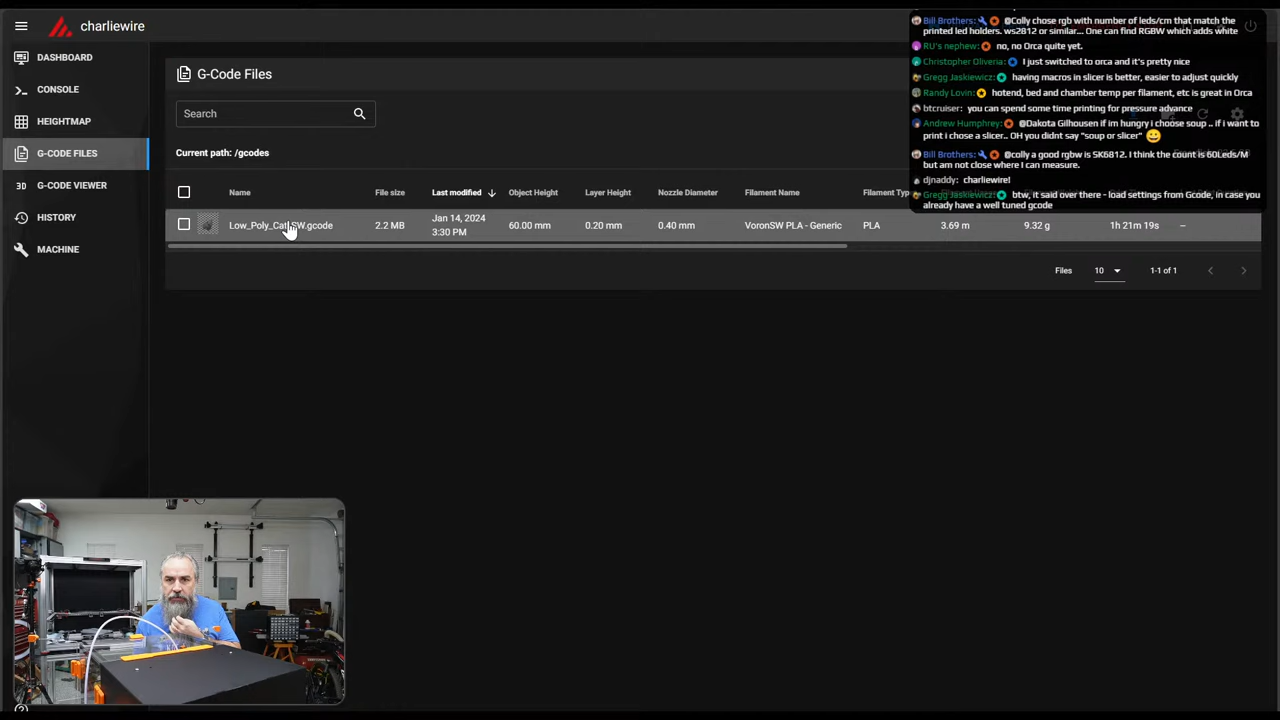 charliewire
DASHBOARD
CONSOLE
HEIGHTMAP
G-CODE FILES
G-CODE VIEWER
HISTORY
MACHINE
G-Code Files
Search
Current path: /gcodes
Name File size Last modified Object Height Layer Height Nozzle Diameter Filament Name Filament Typ
Low_Poly_Cat SW.gcode 2.2 MB Jan 14, 2024 60.00 mm 0.20 mm 0.40 mm VoronSW PLA - Generic PLA 3.69 m 9.32 g 1h 21m 19s --
3:30 PM
Files 10 1-1 of 1
Bill Brothers: @Colly chose rgb with number of leds/cm that match the
printed led holders. ws2812 or similar... One can find RGBW which adds white
RU's nephew: no, no Orca quite yet.
Christopher Oliveria: I just switched to orca and it's pretty nice
Gregg Jaskiewicz: having macros in slicer is better, easier to adjust quickly
Randy Lovin: hotend, bed and chamber temp per filament, etc is great in Orca
btcruiser: you can spend some time printing for pressure advance
Andrew Humphrey: @Dakota Gilhousen if im hungry i choose soup .. if i want to
print i chose a slicer.. OH you didnt say "soup or slicer" 😀
Bill Brothers: @colly a good rgbw is SK6812. I think the count is 60Leds/M
but am not close where I can measure.
djnaddy: charliewire!
Gregg Jaskiewicz: btw, it said over there - load settings from Gcode, in case you
already have a well tuned gcode